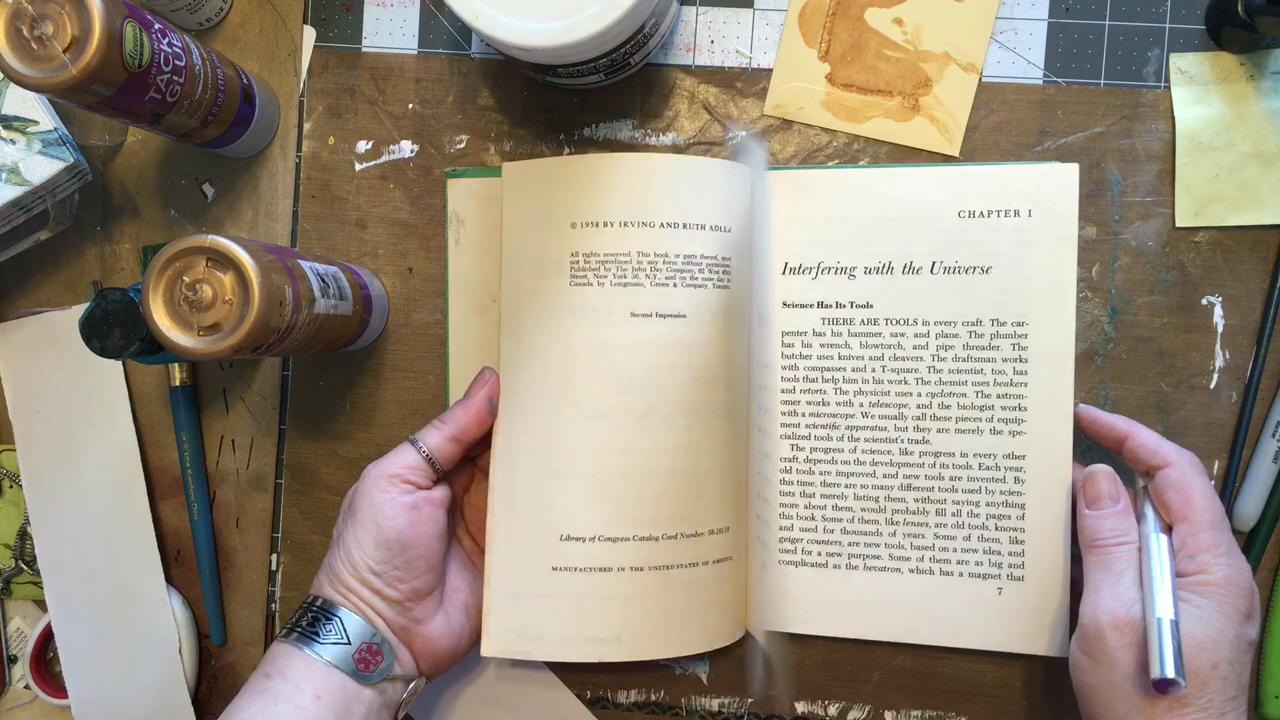 Aleene's
ORIGINAL
TACKY
GLUE
4 fl oz (118 mL)
2 fl oz
© 1958 BY IRVING AND RUTH ADLER
All rights reserved. This book, or parts thereof, must
not be reproduced in any form without permission.
Published by The John Day Company, 62 West 45th
Street, New York 36, N.Y., and on the same day in
Canada by Longmans, Green & Company, Toronto.
Second Impression
Library of Congress Catalog Card Number:
MANUFACTURED IN THE UNITED STATES OF AMERICA
CHAPTER I
Interfering with the Universe
Science Has Its Tools
THERE ARE TOOLS in every craft. The car-
penter has his hammer, saw, and plane. The plumber
has his wrench, blowtorch, and pipe threader. The
butcher uses knives and cleavers. The draftsman works
with compasses and a T-square. The scientist, too, has
tools that help him in his work. The chemist uses beakers
and retorts. The physicist uses a cyclotron. The astron-
omer works with a telescope, and the biologist works
with a microscope. We usually call these pieces of equip-
ment scientific apparatus, but they are merely the spe-
cialized tools of the scientist's trade.
The progress of science, like progress in every other
craft, depends on the development of its tools. Each year,
old tools are improved, and new tools are invented. By
this time, there are so many different tools used by scien-
tists that merely listing them, without saying anything
more about them, would probably fill all the pages of
this book. Some of them, like lenses, are old tools, known
and used for thousands of years. Some of them, like
geiger counters, are new tools, based on a new idea, and
used for a new purpose. Some of them are as big and
complicated as the bevatron, which has a magnet that
7